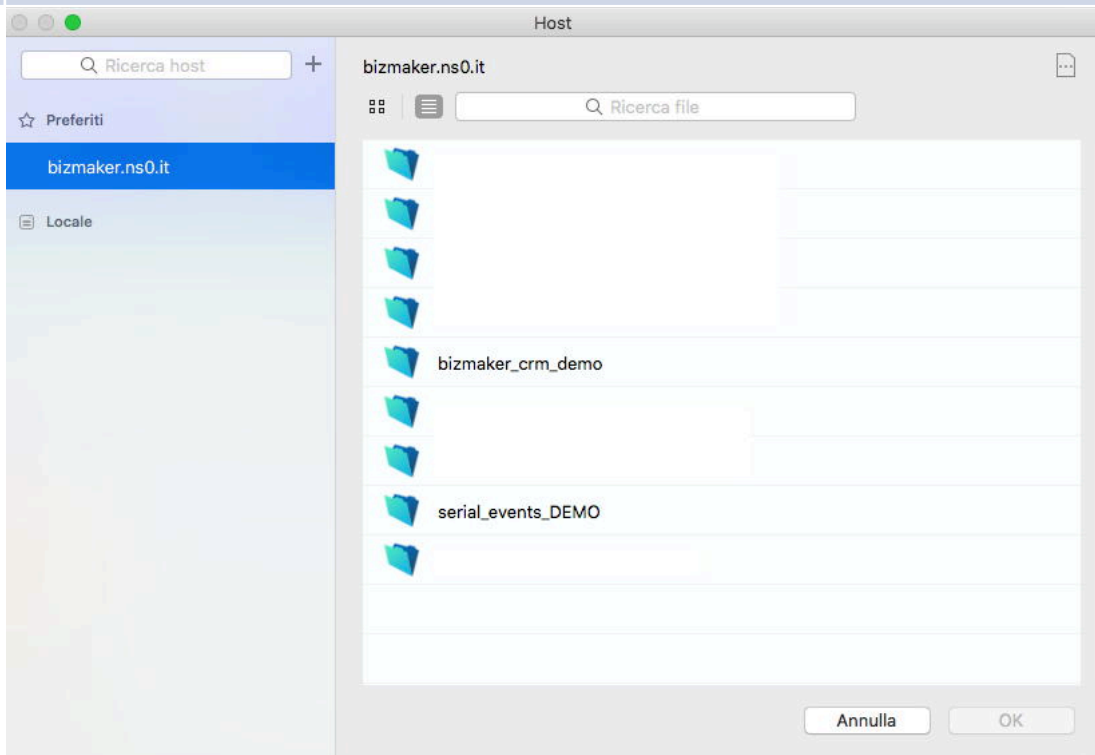 Host
Ricerca host
Preferiti
bizmaker.ns0.it
Locale
bizmaker.ns0.it
Ricerca file
bizmaker_crm_demo
serial_events_DEMO
Annulla
OK